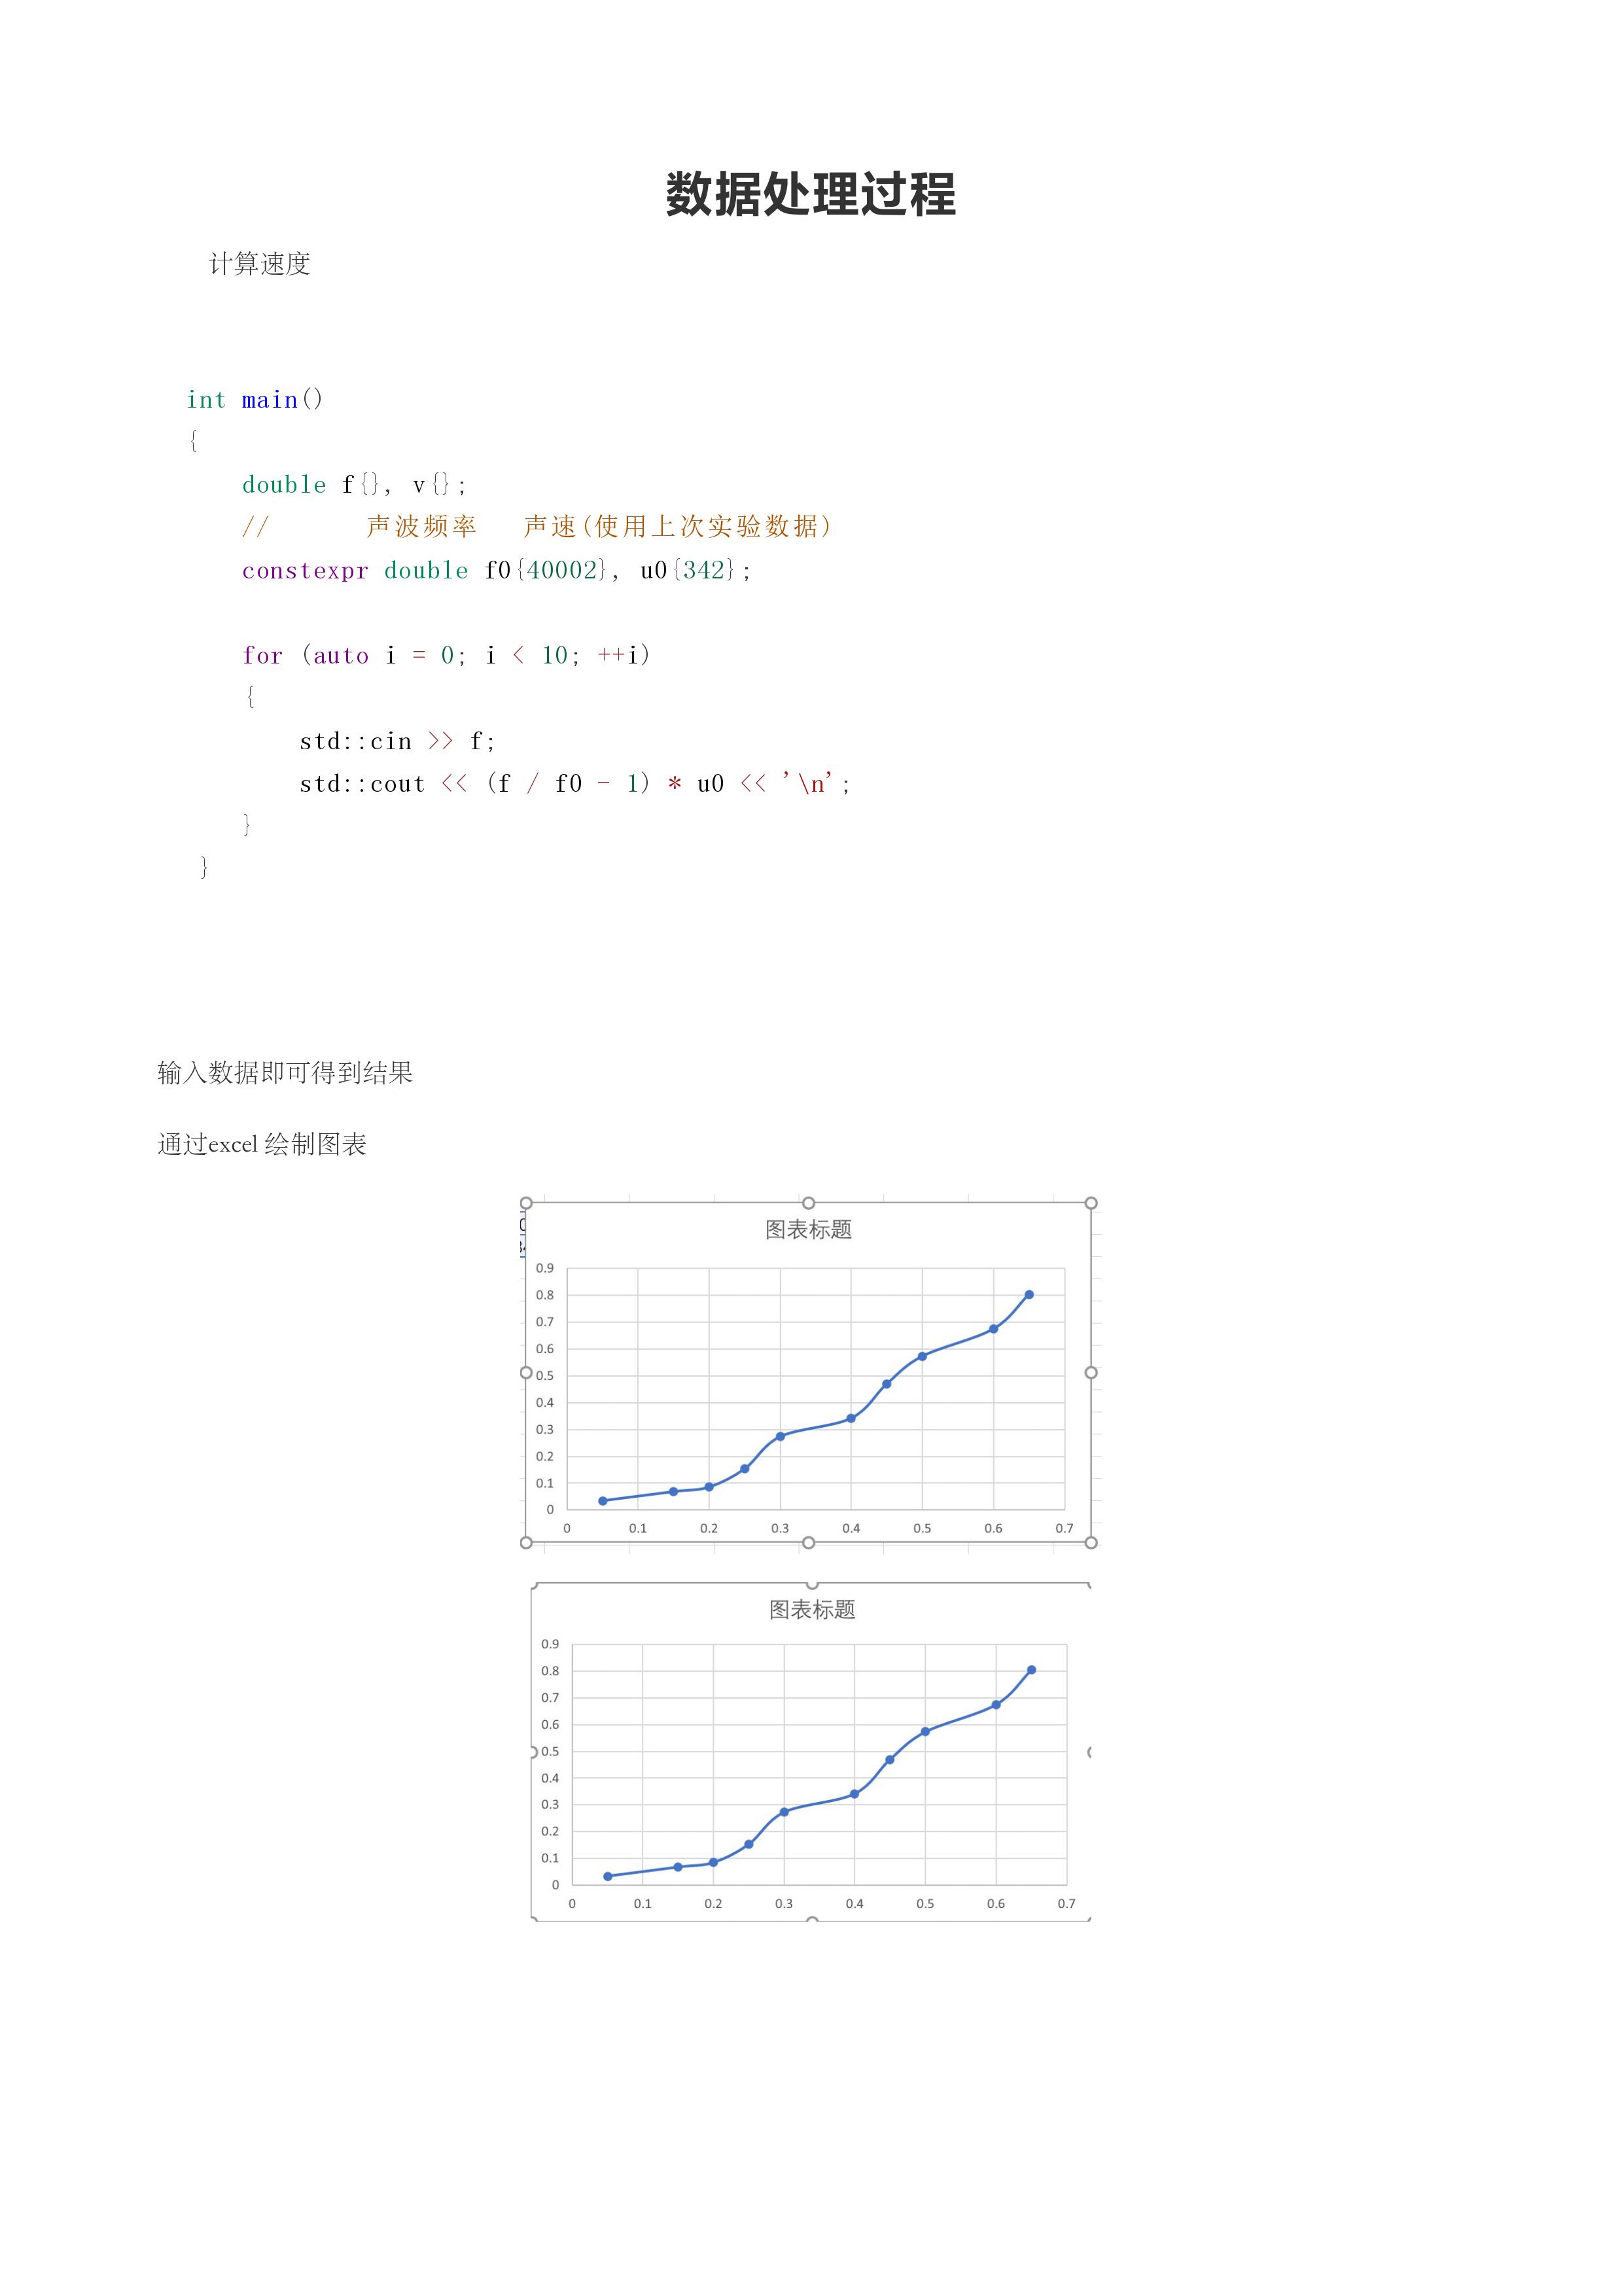 数据处理过程
计算速度
int main()
{
double f{}, v{};
// 声波频率 声速(使用上次实验数据)
constexpr double f0{40002}, u0{342};
for (auto i = 0; i < 10; ++i)
{
std::cin >> f;
std::cout << (f / f0 - 1) * u0 << '\n';
}
}
输入数据即可得到结果
通过excel 绘制图表
图表标题
0.9
0.8
0.7
0.6
0.5
0.4
0.3
0.2
0.1
0
0 0.1 0.2 0.3 0.4 0.5 0.6 0.7
图表标题
0.9
0.8
0.7
0.6
0.5
0.4
0.3
0.2
0.1
0
0 0.1 0.2 0.3 0.4 0.5 0.6 0.7